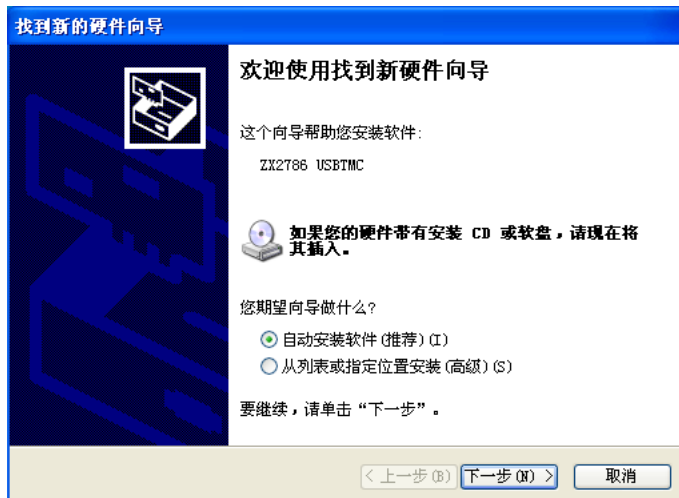 找到新的硬件向导
欢迎使用找到新硬件向导
这个向导帮助您安装软件:
ZX2786 USBTMC
如果您的硬件带有安装 CD 或软盘，请现在将
其插入。
您期望向导做什么?
自动安装软件(推荐)(I)
从列表或指定位置安装(高级)(S)
要继续，请单击“下一步”。
< 上一步(B) 下一步(N) > 取消